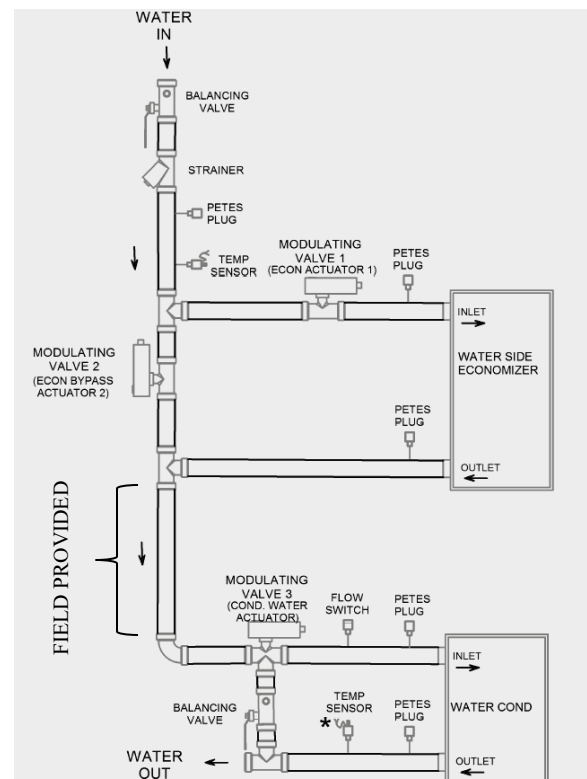 WATER
IN
BALANCING
VALVE
STRAINER
PETES
PLUG
TEMP
SENSOR
MODULATING
VALVE 1
(ECON ACTUATOR 1)
PETES
PLUG
INLET
WATER SIDE
ECONOMIZER
MODULATING
VALVE 2
(ECON BYPASS
ACTUATOR 2)
PETES
PLUG
OUTLET
FIELD PROVIDED
MODULATING
VALVE 3
(COND. WATER
ACTUATOR)
FLOW
SWITCH
PETES
PLUG
INLET
WATER COND
BALANCING
VALVE
TEMP
SENSOR
*
PETES
PLUG
OUTLET
WATER
OUT